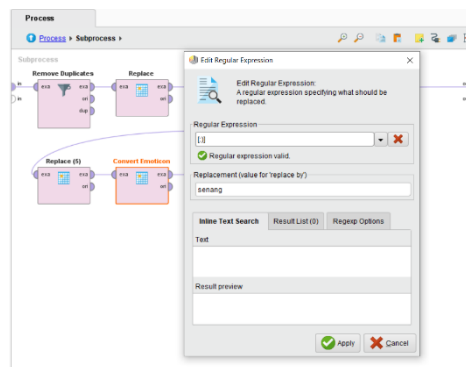 Process
Process ▸ Subprocess ▸
Subprocess
Remove Duplicates
Replace
in
in
exa
exa
ori
dup
exa
exa
ori
Replace (5)
Convert Emoticon
exa
exa
ori
exa
exa
ori
Edit Regular Expression
Edit Regular Expression:
A regular expression specifying what should be
replaced.
Regular Expression
Regular expression valid.
Replacement (value for 'replace by')
senang
Inline Text Search
Result List (0)
Regexp Options
Text
Result preview
Apply
Cancel